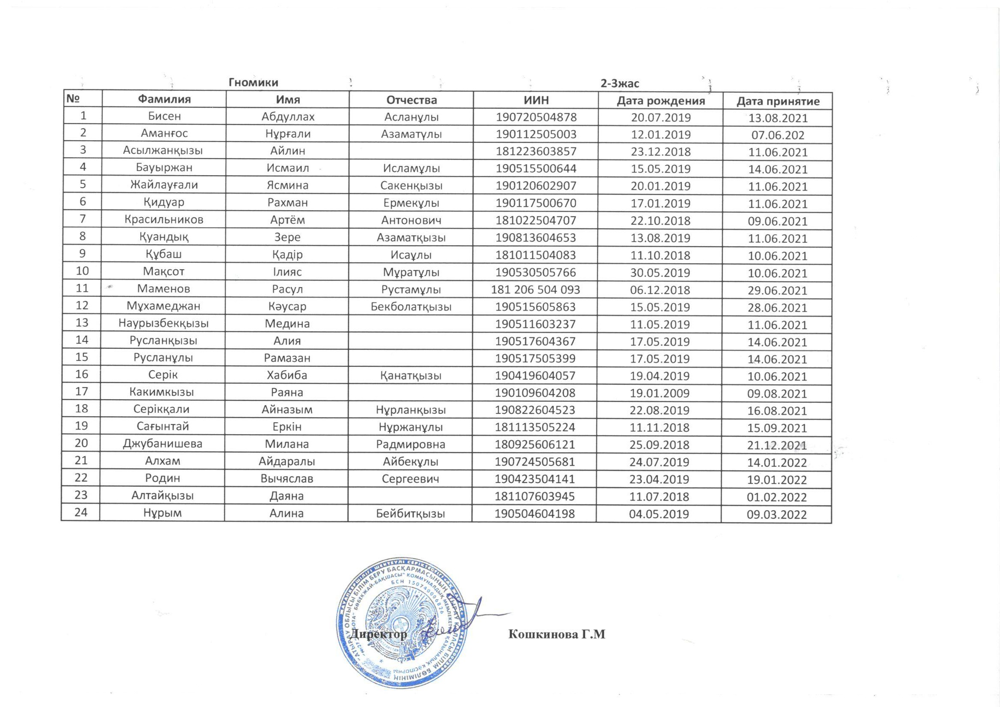 Гномики 2-3жас
№ Фамилия Имя Отчества ИИН Дата рождения Дата принятие
1 Бисен Абдуллах Асланұлы 190720504878 20.07.2019 13.08.2021
2 Аманғос Нұрғали Азаматүлы 190112505003 12.01.2019 07.06.202
3 Асылжанқызы Айлин 181223603857 23.12.2018 11.06.2021
4 Бауыржан Исмаил Исламұлы 190515500644 15.05.2019 14.06.2021
5 Жайлауғали Ясмина Сакенқызы 190120602907 20.01.2019 11.06.2021
6 Қидуар Рахман Ермекұлы 190117500670 17.01.2019 11.06.2021
7 Красильников Артём Антонович 181022504707 22.10.2018 09.06.2021
8 Қуандық Зере Азаматқызы 190813604653 13.08.2019 11.06.2021
9 Құбаш Қадір Исаұлы 181011504083 11.10.2018 10.06.2021
10 Мақсот Ілияс Мұратұлы 190530505766 30.05.2019 10.06.2021
11 Маменов Расул Рустамұлы 181 206 504 093 06.12.2018 29.06.2021
12 Мұхамеджан Кәусар Бекболатқызы 190515605863 15.05.2019 28.06.2021
13 Наурызбекқызы Медина 190511603237 11.05.2019 11.06.2021
14 Русланқызы Алия 190517604367 17.05.2019 14.06.2021
15 Русланұлы Рамазан 190517505399 17.05.2019 14.06.2021
16 Серік Хабиба Қанатқызы 190419604057 19.04.2019 10.06.2021
17 Какимкызы Раяна 190109604208 19.01.2009 09.08.2021
18 Серікқали Айназым Нұрланқызы 190822604523 22.08.2019 16.08.2021
19 Сағынтай Еркін Нұржанұлы 181113505224 11.11.2018 15.09.2021
20 Джубанишева Милана Радмировна 180925606121 25.09.2018 21.12.2021
21 Алхам Айдаралы Айбекұлы 190724505681 24.07.2019 14.01.2022
22 Родин Вычяслав Сергеевич 190423504141 23.04.2019 19.01.2022
23 Алтайқызы Даяна 181107603945 11.07.2018 01.02.2022
24 Нұрым Алина Бейбитқызы 190504604198 04.05.2019 09.03.2022
"АТЫРАУ ОБЛЫСЫ БІЛІМ БЕРУ БАСҚАРМАСЫНЫҢ АТЫРАУ ҚАЛАСЫ БІЛІМ БӨЛІМІНІҢ
БӨБЕКЖАЙ-БАҚШАСЫ" КОММУНАЛДЫҚ МЕМЛЕКЕТТІК ҚАЗЫНАЛЫҚ КӘСІПОРНЫ
БСН 150740006826
Директор Кошкинова Г.М